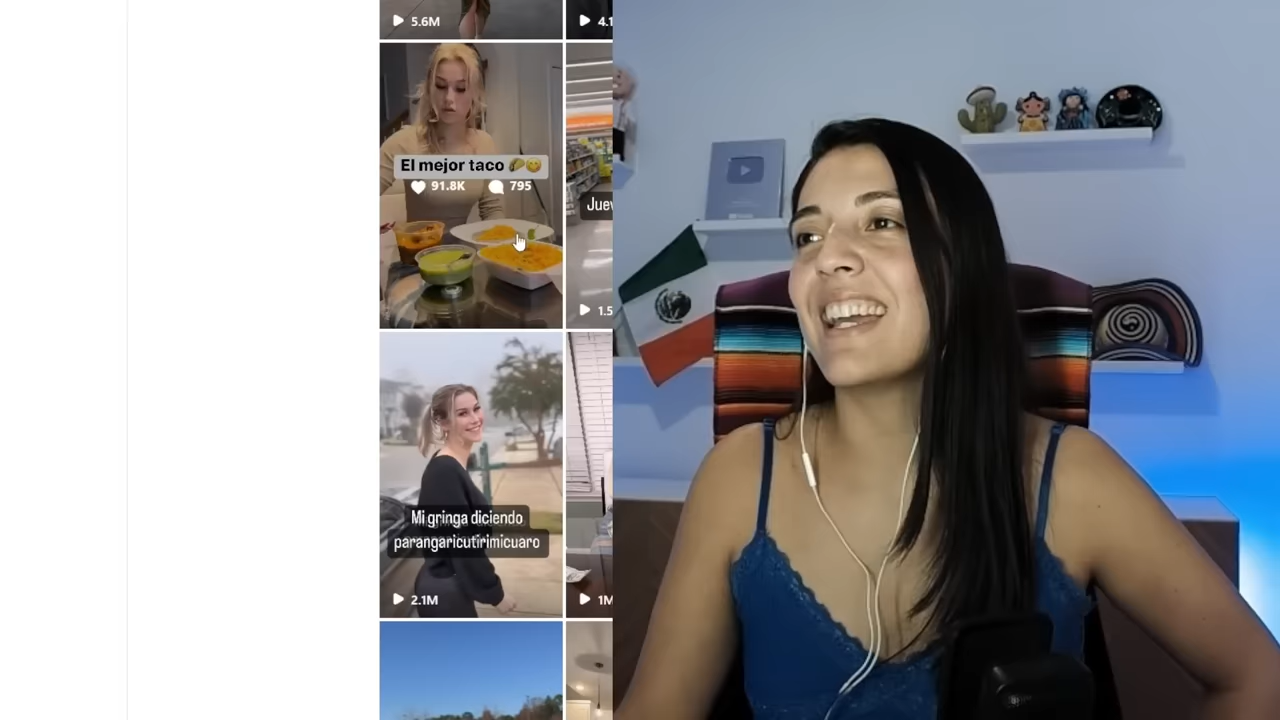 5.6M
4.1
El mejor taco 🌮😋
91.8K 795
Juev
1.5
Mi gringa diciendo
parangaricutirimicuaro
2.1M
1M